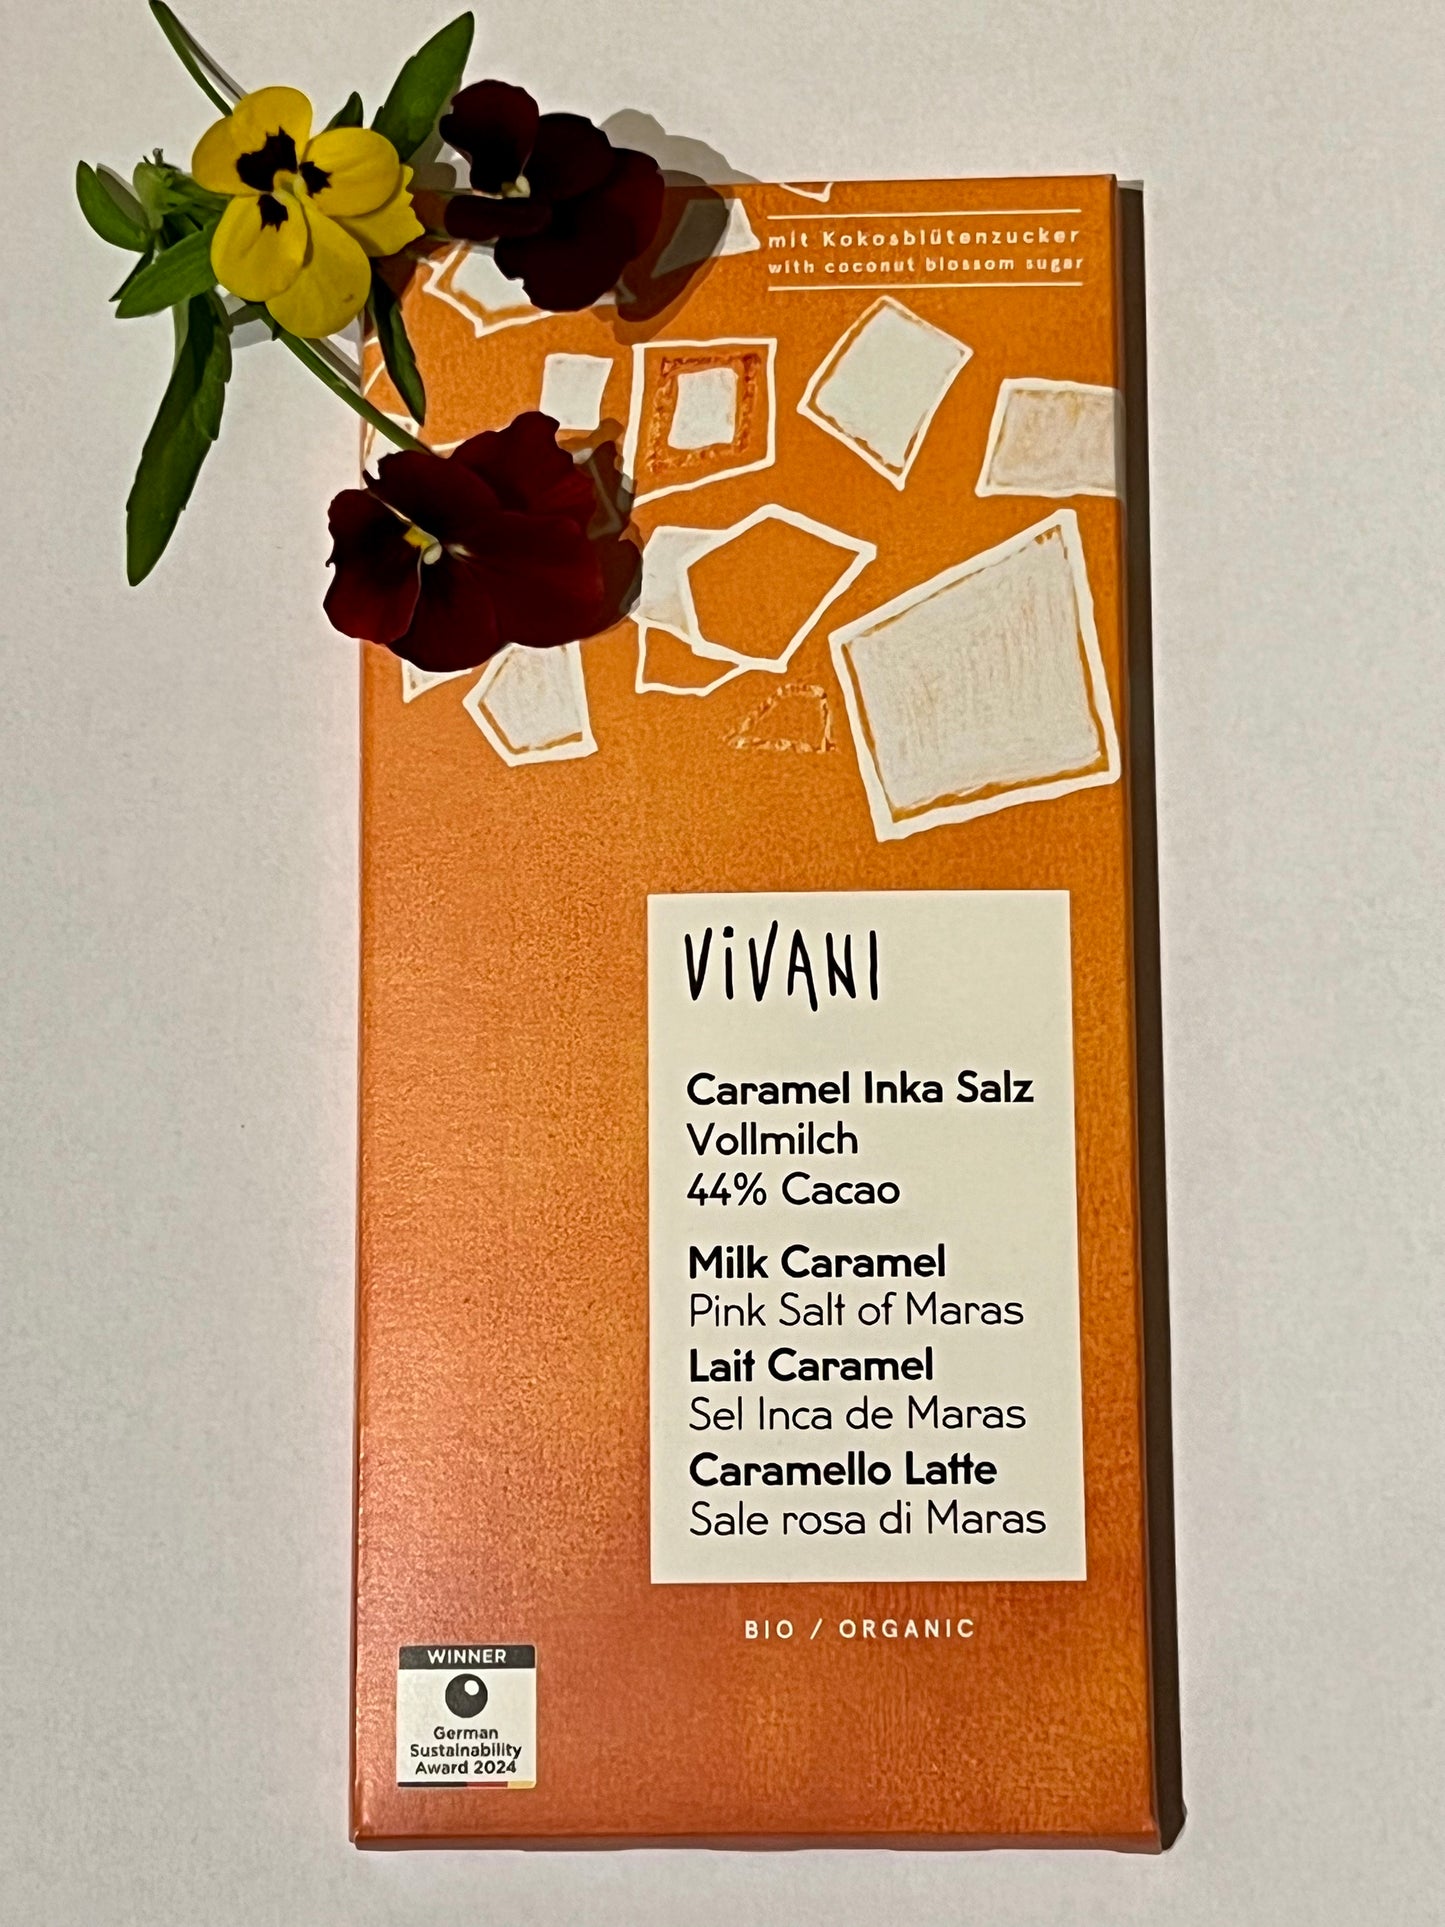 mit Kokosblütenzucker
with coconut blossom sugar
ViVANI
Caramel Inka Salz
Vollmilch
44% Cacao
Milk Caramel
Pink Salt of Maras
Lait Caramel
Sel Inca de Maras
Caramello Latte
Sale rosa di Maras
BIO / ORGANIC
WINNER
German
Sustainability
Award 2024